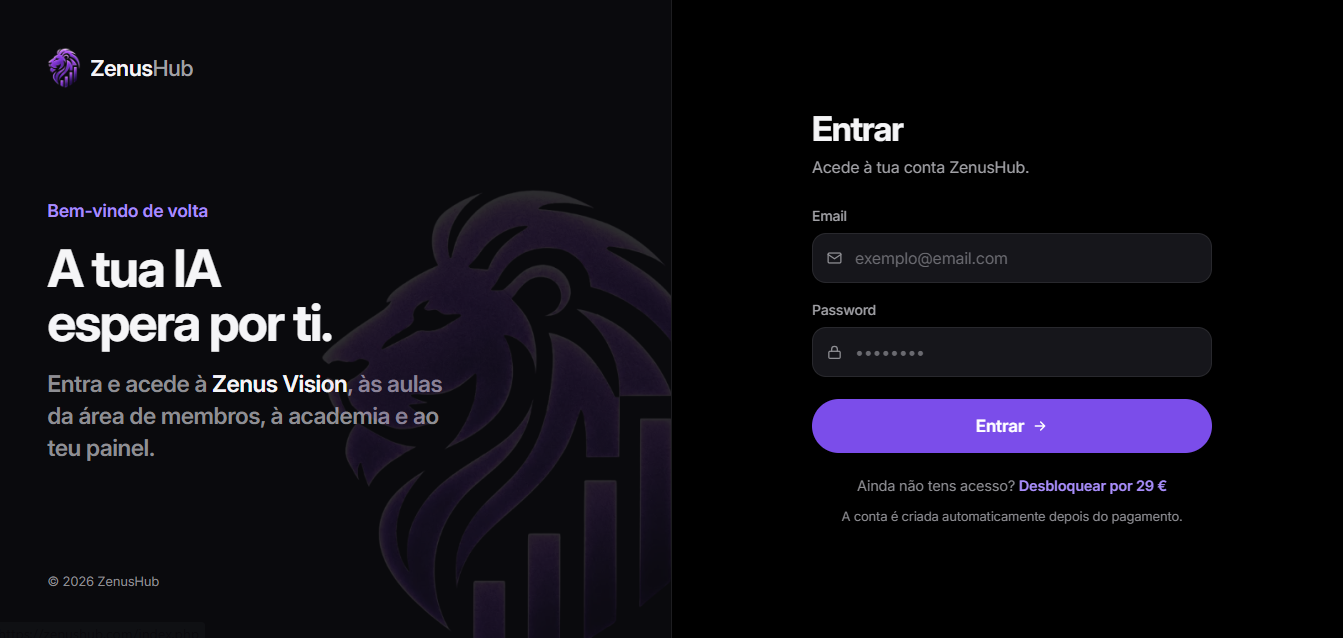 ZenusHub
Bem-vindo de volta
A tua IA
espera por ti.
Entra e acede à Zenus Vision, às aulas
da área de membros, à academia e ao
teu painel.
© 2026 ZenusHub
Entrar
Acede à tua conta ZenusHub.
Email
exemplo@email.com
Password
••••••••
Entrar →
Ainda não tens acesso? Desbloquear por 29 €
A conta é criada automaticamente depois do pagamento.